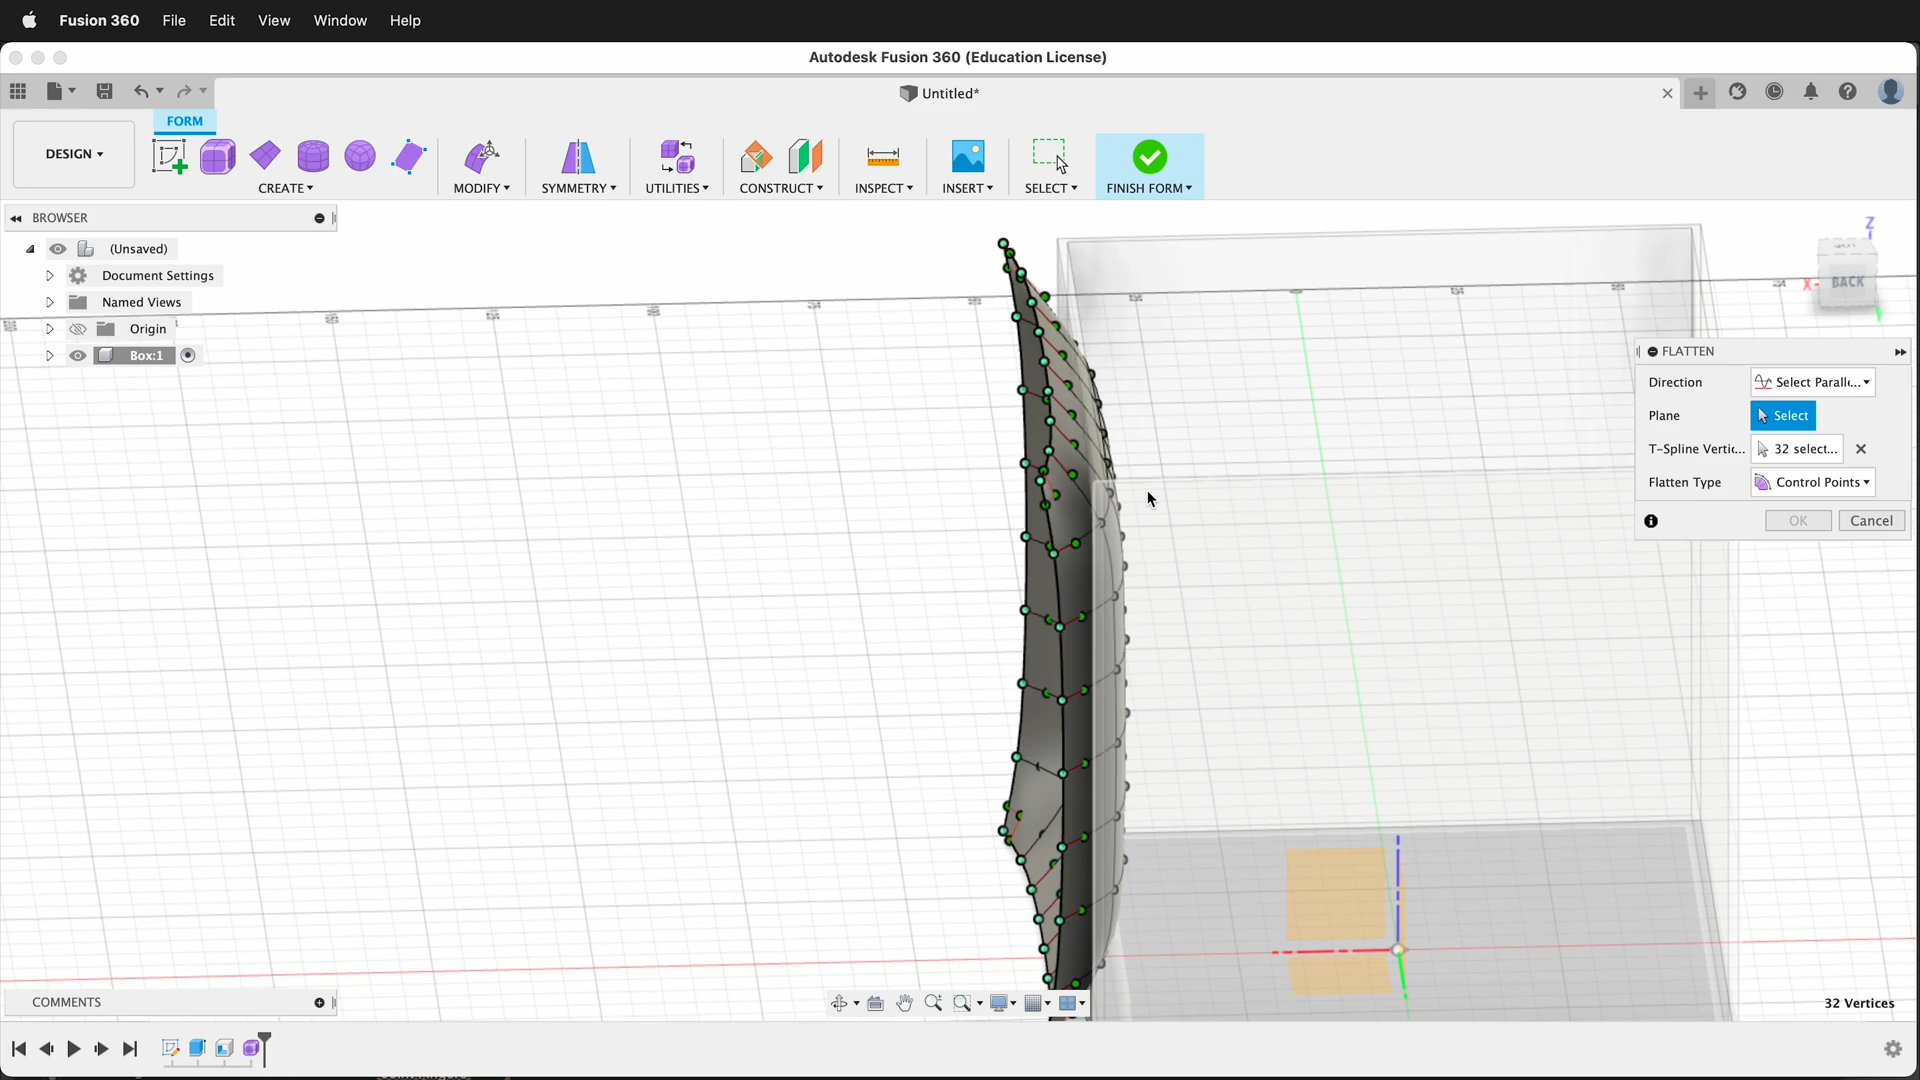 Fusion 360 File Edit View Window Help
Autodesk Fusion 360 (Education License)
Untitled*
FORM
DESIGN
CREATE MODIFY SYMMETRY UTILITIES CONSTRUCT INSPECT INSERT SELECT FINISH FORM
BROWSER
(Unsaved)
Document Settings
Named Views
Origin
Box:1
Z
X
BACK
FLATTEN
Direction Select Paralle...
Plane Select
T-Spline Vertic... 32 select...
Flatten Type Control Points
OK Cancel
COMMENTS
32 Vertices